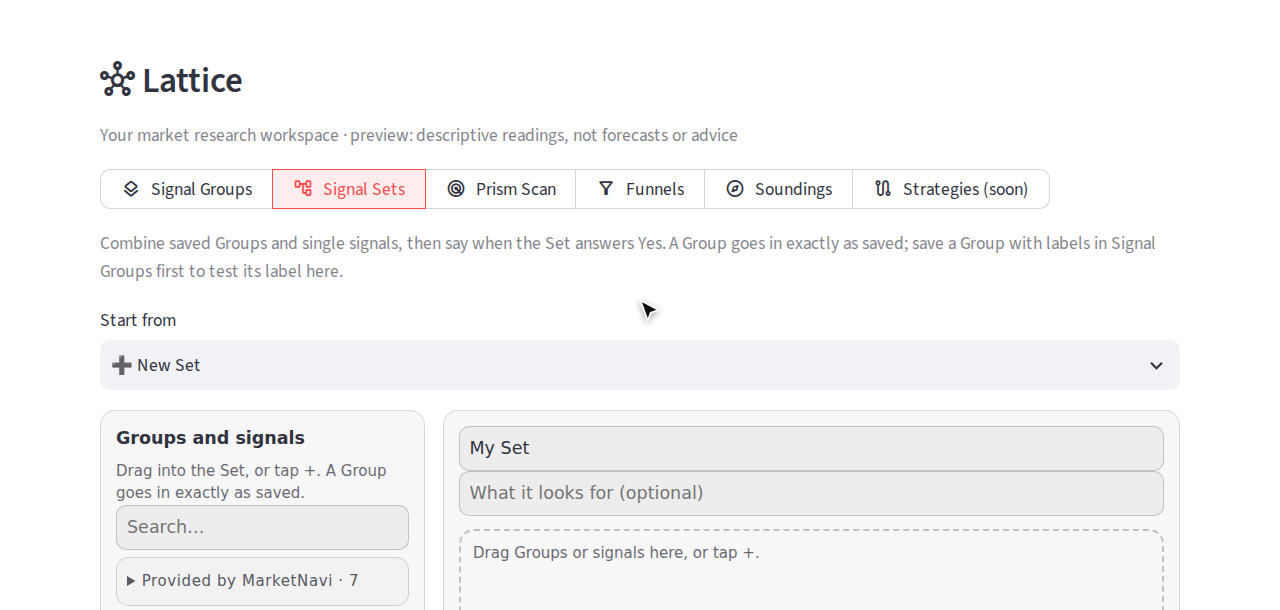 Lattice
Your market research workspace · preview: descriptive readings, not forecasts or advice
Signal Groups
Signal Sets
Prism Scan
Funnels
Soundings
Strategies (soon)
Combine saved Groups and single signals, then say when the Set answers Yes. A Group goes in exactly as saved; save a Group with labels in Signal
Groups first to test its label here.
Start from
➕ New Set
Groups and signals
Drag into the Set, or tap +. A Group
goes in exactly as saved.
Search...
▶ Provided by MarketNavi · 7
My Set
What it looks for (optional)
Drag Groups or signals here, or tap +.